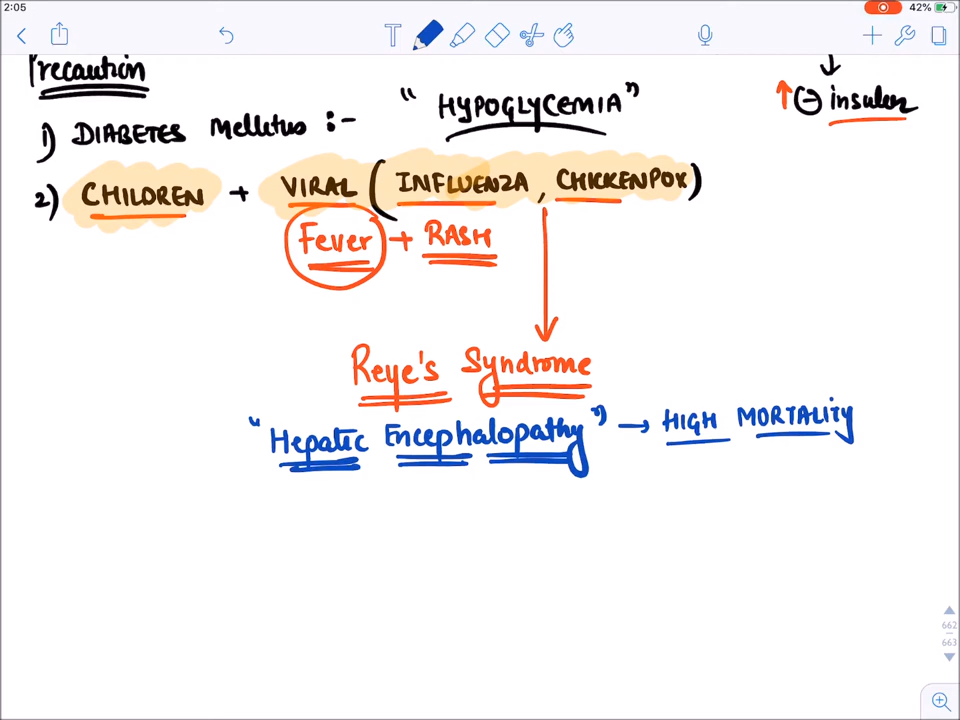 2:05 42%
T
Precaution
↓
↑ ⊖ insulin
1) DIABETES Mellitus :- "HYPOGLYCEMIA"
2) CHILDREN + VIRAL (INFLUENZA, CHICKENPOX)
Fever + RASH
Reye's Syndrome
"Hepatic Encephalopathy" → HIGH MORTALITY
662
663